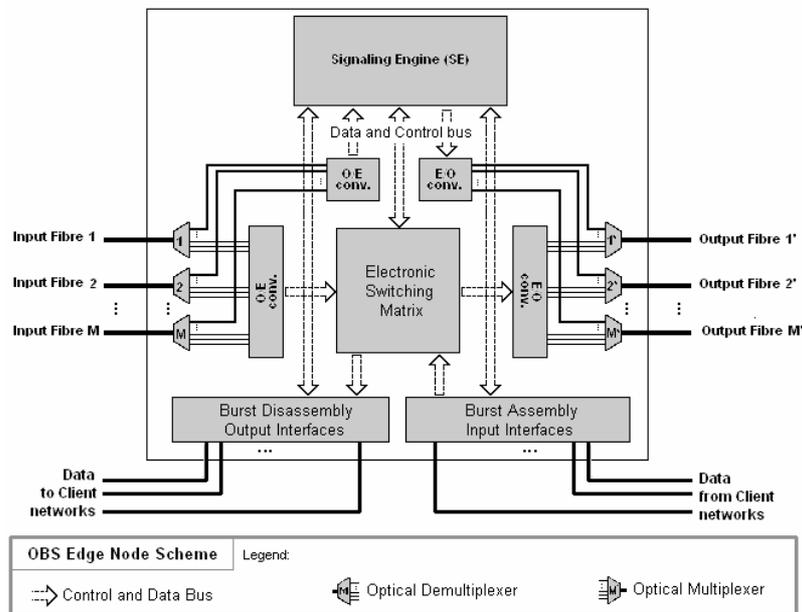 Signaling Engine (SE)
Data and Control bus
O/E
conv.
E/O
conv.
Input Fibre 1
1
1'
Output Fibre 1'
Input Fibre 2
2
O/E
conv.
Electronic
Switching
Matrix
E/O
conv.
2'
Output Fibre 2'
Input Fibre M
M
M'
Output Fibre M'
Burst Disassembly
Output Interfaces
Burst Assembly
Input Interfaces
...
...
Data
to Client
networks
Data
from Client
networks
OBS Edge Node Scheme
Legend:
Control and Data Bus
M
Optical Demultiplexer
M
Optical Multiplexer